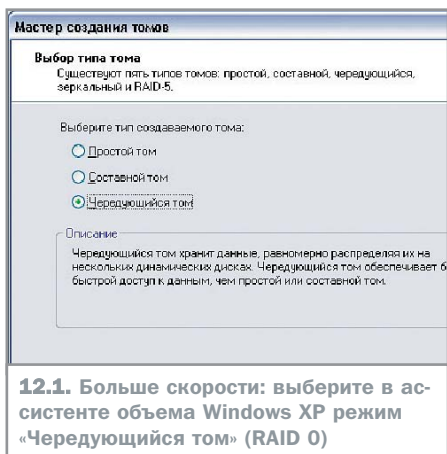 Мастер создания томов
Выбор типа тома
Существуют пять типов томов: простой, составной, чередующийся,
зеркальный и RAID-5.
Выберите тип создаваемого тома:
Простой том
Составной том
Чередующийся том
Описание
Чередующийся том хранит данные, равномерно распределяя их на
нескольких динамических дисках. Чередующийся том обеспечивает б
быстрой доступ к данным, чем простой или составной том.
12.1. Больше скорости: выберите в ас-
систенте объема Windows XP режим
«Чередующийся том» (RAID 0)